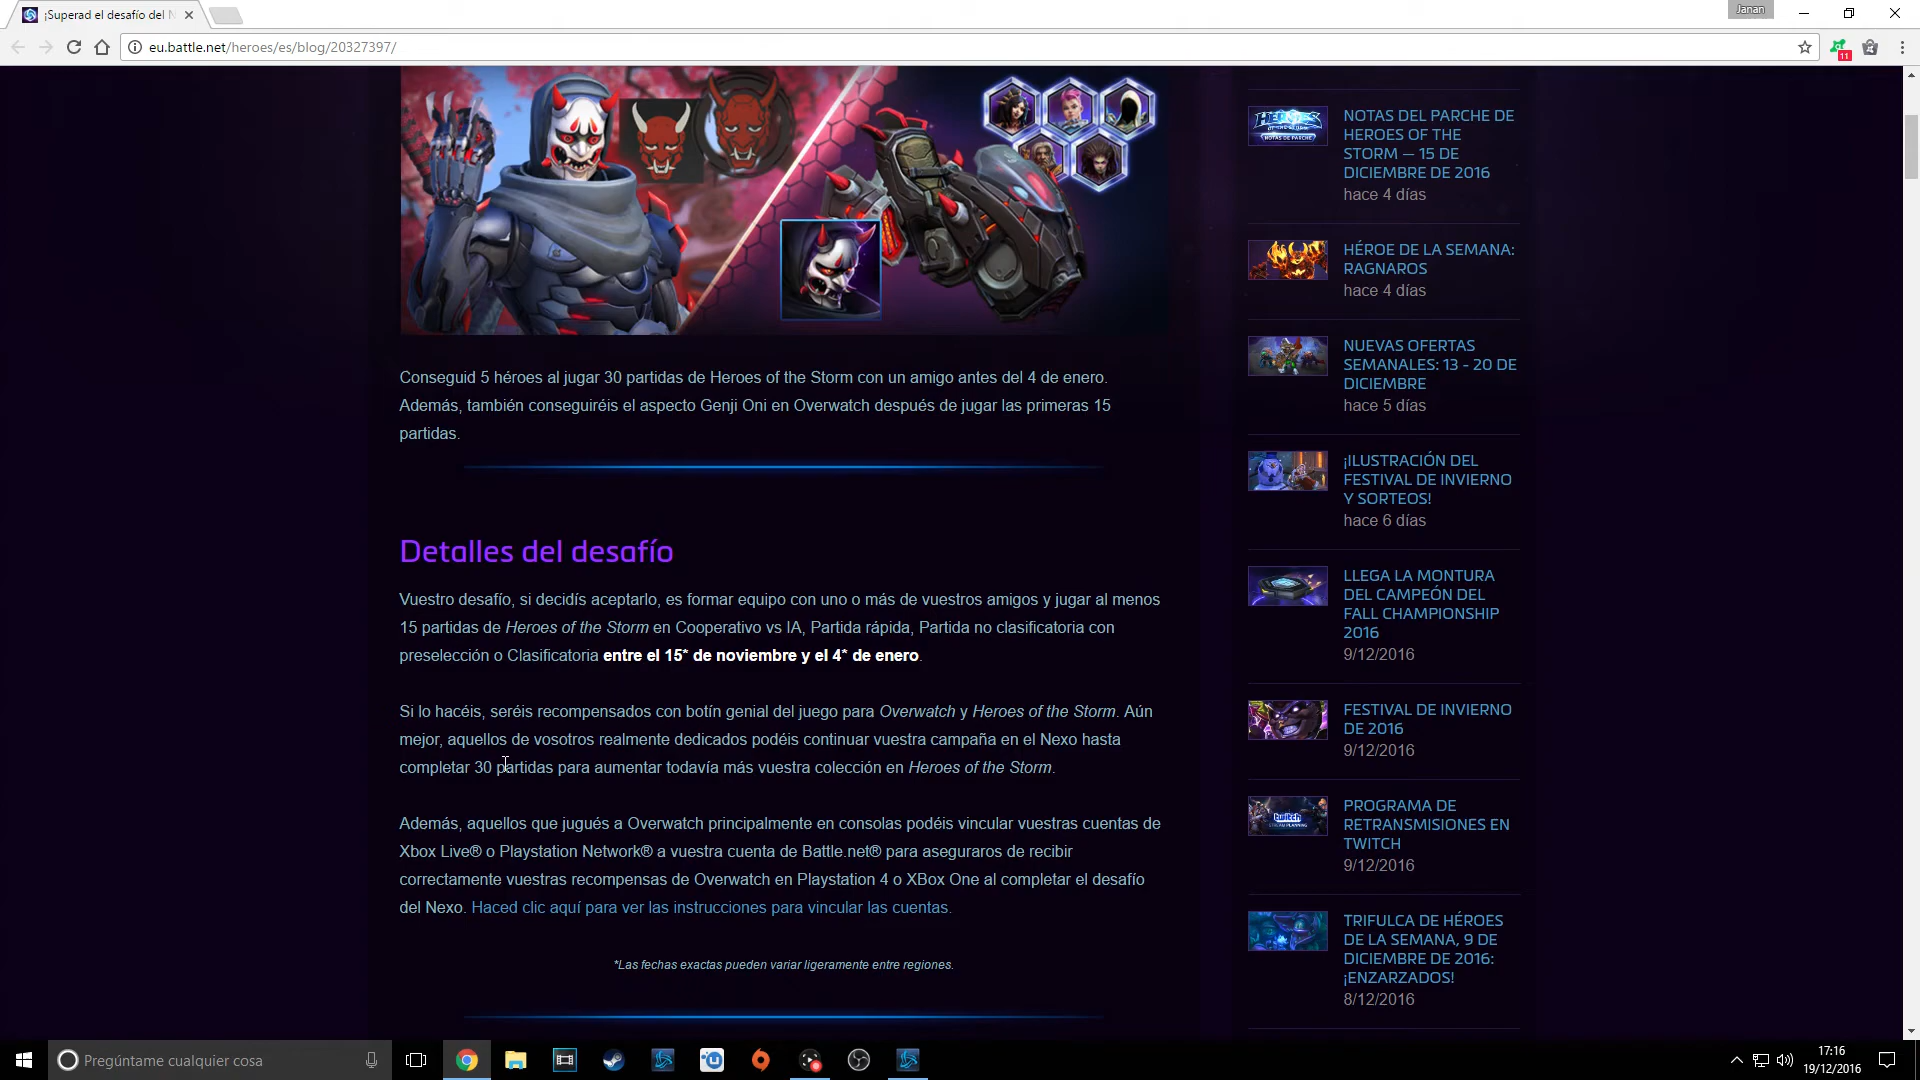 ¡Superad el desafío del N
Janan
eu.battle.net/heroes/es/blog/20327397/
11
Conseguid 5 héroes al jugar 30 partidas de Heroes of the Storm con un amigo antes del 4 de enero.
Además, también conseguiréis el aspecto Genji Oni en Overwatch después de jugar las primeras 15
partidas.
Detalles del desafío
Vuestro desafío, si decidís aceptarlo, es formar equipo con uno o más de vuestros amigos y jugar al menos
15 partidas de Heroes of the Storm en Cooperativo vs IA, Partida rápida, Partida no clasificatoria con
preselección o Clasificatoria entre el 15* de noviembre y el 4* de enero.
Si lo hacéis, seréis recompensados con botín genial del juego para Overwatch y Heroes of the Storm. Aún
mejor, aquellos de vosotros realmente dedicados podéis continuar vuestra campaña en el Nexo hasta
completar 30 partidas para aumentar todavía más vuestra colección en Heroes of the Storm.
Además, aquellos que jugués a Overwatch principalmente en consolas podéis vincular vuestras cuentas de
Xbox Live® o Playstation Network® a vuestra cuenta de Battle.net® para aseguraros de recibir
correctamente vuestras recompensas de Overwatch en Playstation 4 o XBox One al completar el desafío
del Nexo. Haced clic aquí para ver las instrucciones para vincular las cuentas.
*Las fechas exactas pueden variar ligeramente entre regiones.
HEROES
OF THE STORM
NOTAS DE PARCHE
NOTAS DEL PARCHE DE
HEROES OF THE
STORM — 15 DE
DICIEMBRE DE 2016
hace 4 días
HÉROE DE LA SEMANA:
RAGNAROS
hace 4 días
NUEVAS OFERTAS
SEMANALES: 13 - 20 DE
DICIEMBRE
hace 5 días
¡ILUSTRACIÓN DEL
FESTIVAL DE INVIERNO
Y SORTEOS!
hace 6 días
LLEGA LA MONTURA
DEL CAMPEÓN DEL
FALL CHAMPIONSHIP
2016
9/12/2016
FESTIVAL DE INVIERNO
DE 2016
9/12/2016
twitch
PROGRAMA DE
RETRANSMISIONES EN
TWITCH
9/12/2016
TRIFULCA DE HÉROES
DE LA SEMANA, 9 DE
DICIEMBRE DE 2016:
¡ENZARZADOS!
8/12/2016
Pregúntame cualquier cosa
17:16
19/12/2016